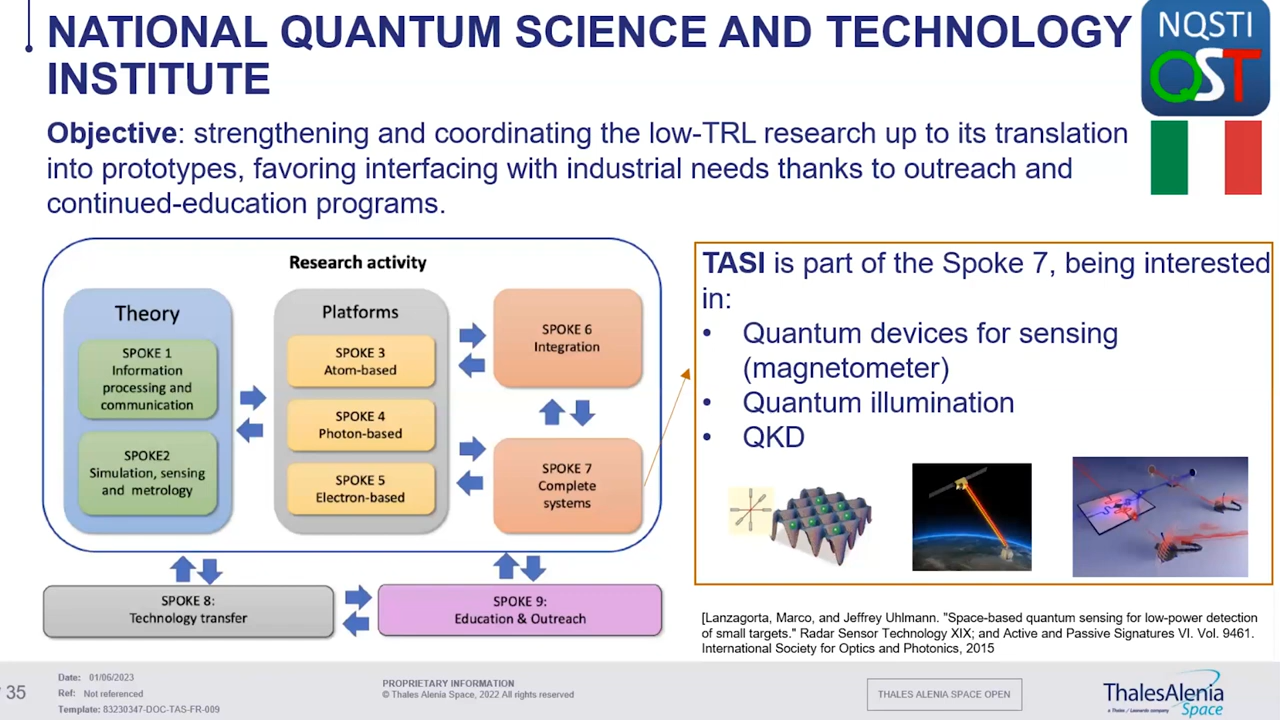 NATIONAL QUANTUM SCIENCE AND TECHNOLOGY
INSTITUTE
NQSTI
QST
Objective: strengthening and coordinating the low-TRL research up to its translation
into prototypes, favoring interfacing with industrial needs thanks to outreach and
continued-education programs.
Research activity
Theory
SPOKE 1
Information
processing and
communication
SPOKE2
Simulation, sensing
and metrology
Platforms
SPOKE 3
Atom-based
SPOKE 4
Photon-based
SPOKE 5
Electron-based
SPOKE 6
Integration
SPOKE 7
Complete
systems
SPOKE 8:
Technology transfer
SPOKE 9:
Education & Outreach
TASI is part of the Spoke 7, being interested
in:
• Quantum devices for sensing
(magnetometer)
• Quantum illumination
• QKD
[Lanzagorta, Marco, and Jeffrey Uhlmann. "Space-based quantum sensing for low-power detection
of small targets." Radar Sensor Technology XIX; and Active and Passive Signatures VI. Vol. 9461.
International Society for Optics and Photonics, 2015
35
Date: 01/06/2023
Ref: Not referenced
Template: 83230347-DOC-TAS-FR-009
PROPRIETARY INFORMATION
© Thales Alenia Space, 2022 All rights reserved
THALES ALENIA SPACE OPEN
ThalesAlenia
a Thales / Leonardo company
Space